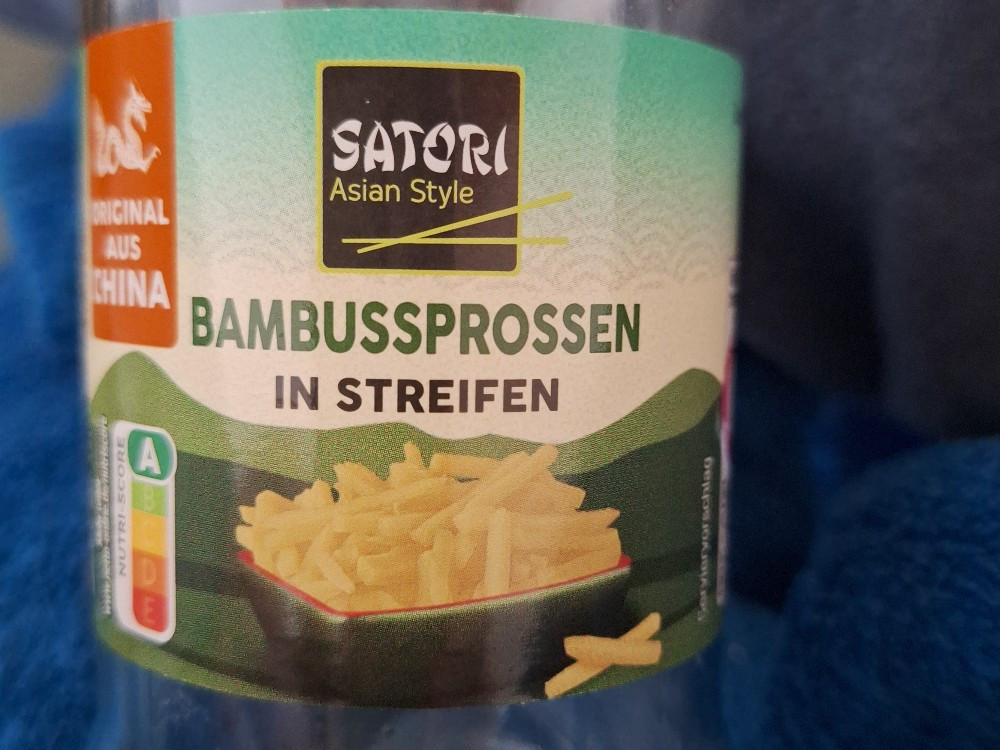 SATORI
Asian Style
ORIGINAL
AUS
CHINA
BAMBUSSPROSSEN
IN STREIFEN
NUTRI-SCORE
A
B
C
D
E
Serviervorschlag